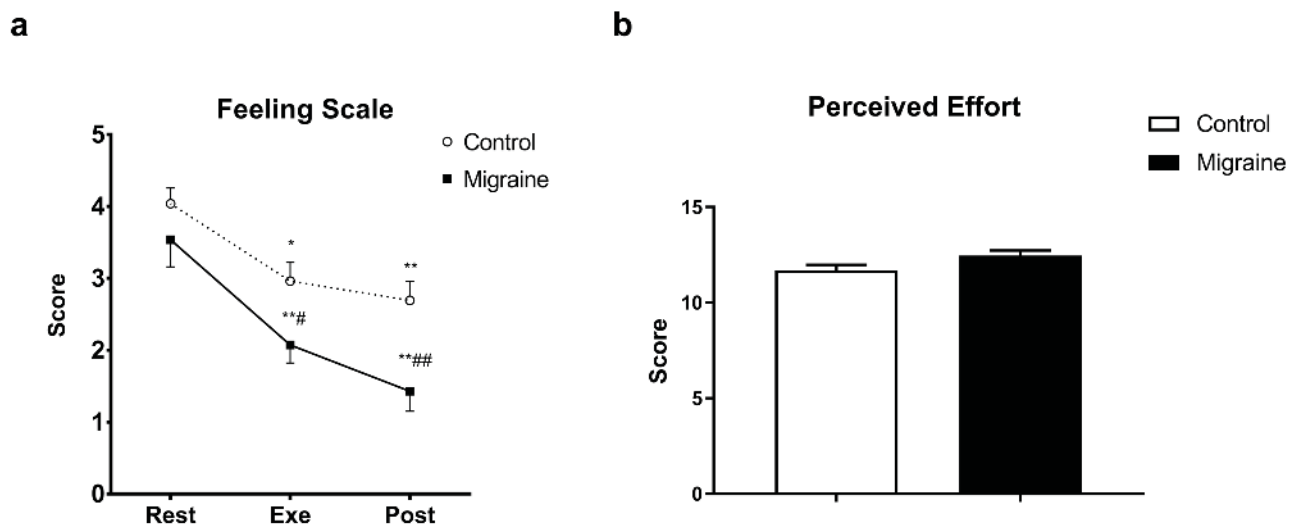 a
Feeling Scale
Control
Migraine
Score
5
4
3
2
1
0
*
**
**#
**##
Rest Exe Post
b
Perceived Effort
Control
Migraine
Score
15
10
5
0